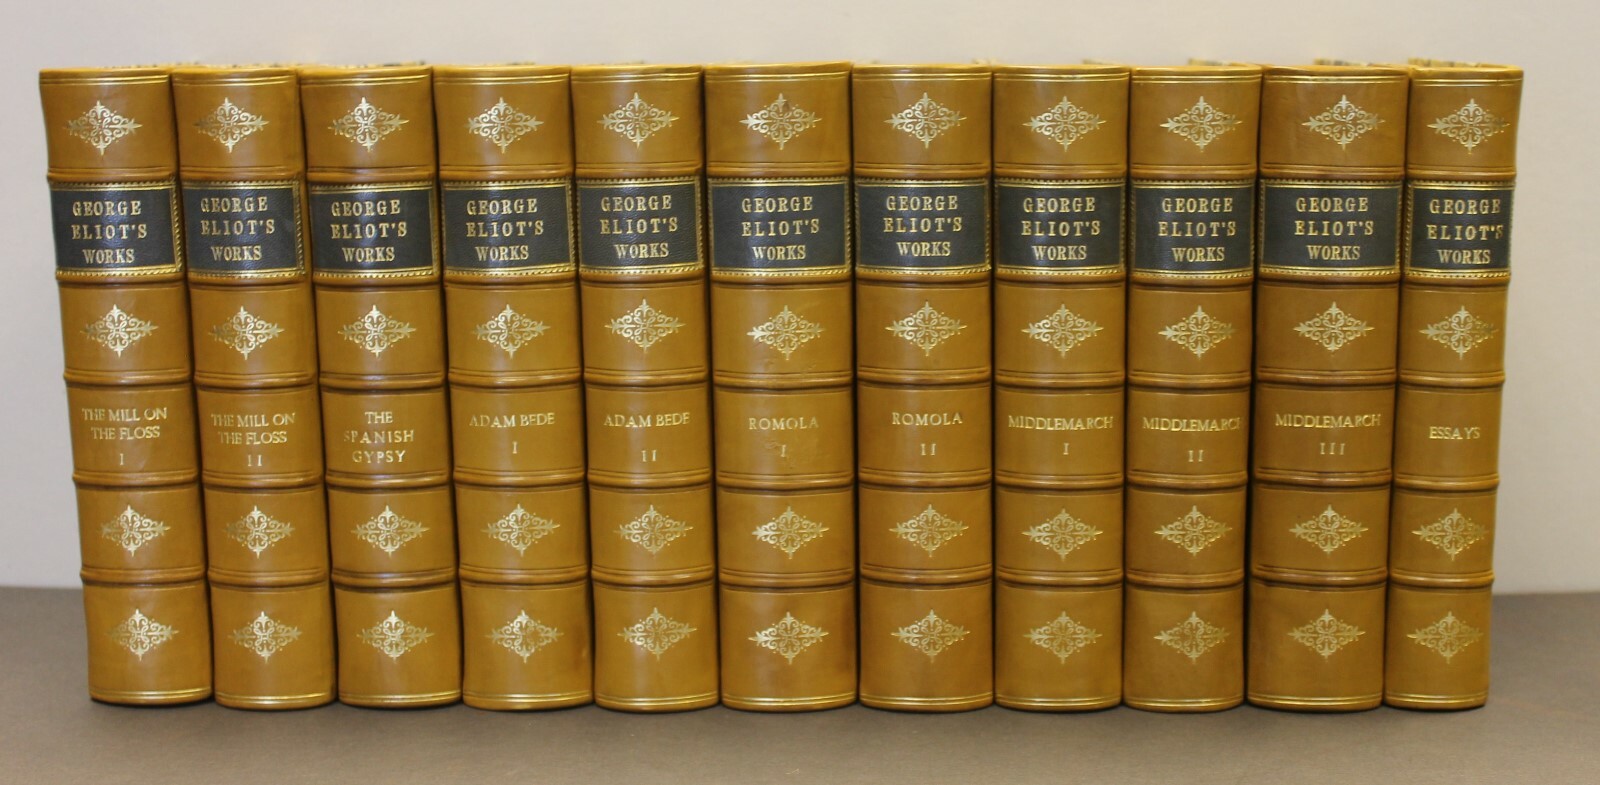 GEORGE
ELIOT'S
WORKS
THE MILL ON
THE FLOSS
I
GEORGE
ELIOT'S
WORKS
THE MILL ON
THE FLOSS
II
GEORGE
ELIOT'S
WORKS
THE
SPANISH
GYPSY
GEORGE
ELIOT'S
WORKS
ADAM BEDE
I
GEORGE
ELIOT'S
WORKS
ADAM BEDE
II
GEORGE
ELIOT'S
WORKS
ROMOLA
I
GEORGE
ELIOT'S
WORKS
ROMOLA
II
GEORGE
ELIOT'S
WORKS
MIDDLEMARCH
I
GEORGE
ELIOT'S
WORKS
MIDDLEMARCH
II
GEORGE
ELIOT'S
WORKS
MIDDLEMARCH
III
GEORGE
ELIOT'S
WORKS
ESSAYS